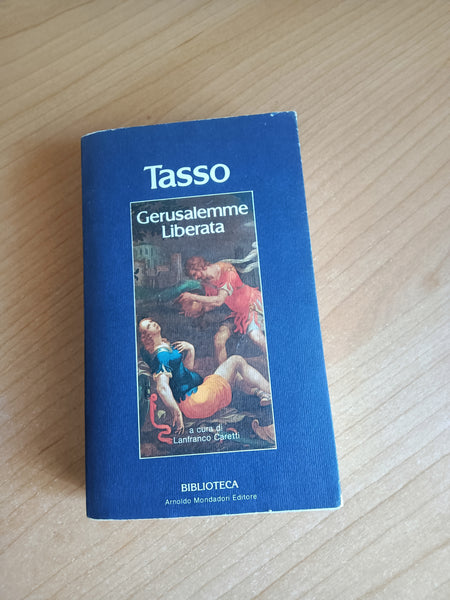 Tasso
Gerusalemme
Liberata
a cura di
Lanfranco Caretti
BIBLIOTECA
Arnoldo Mondadori Editore